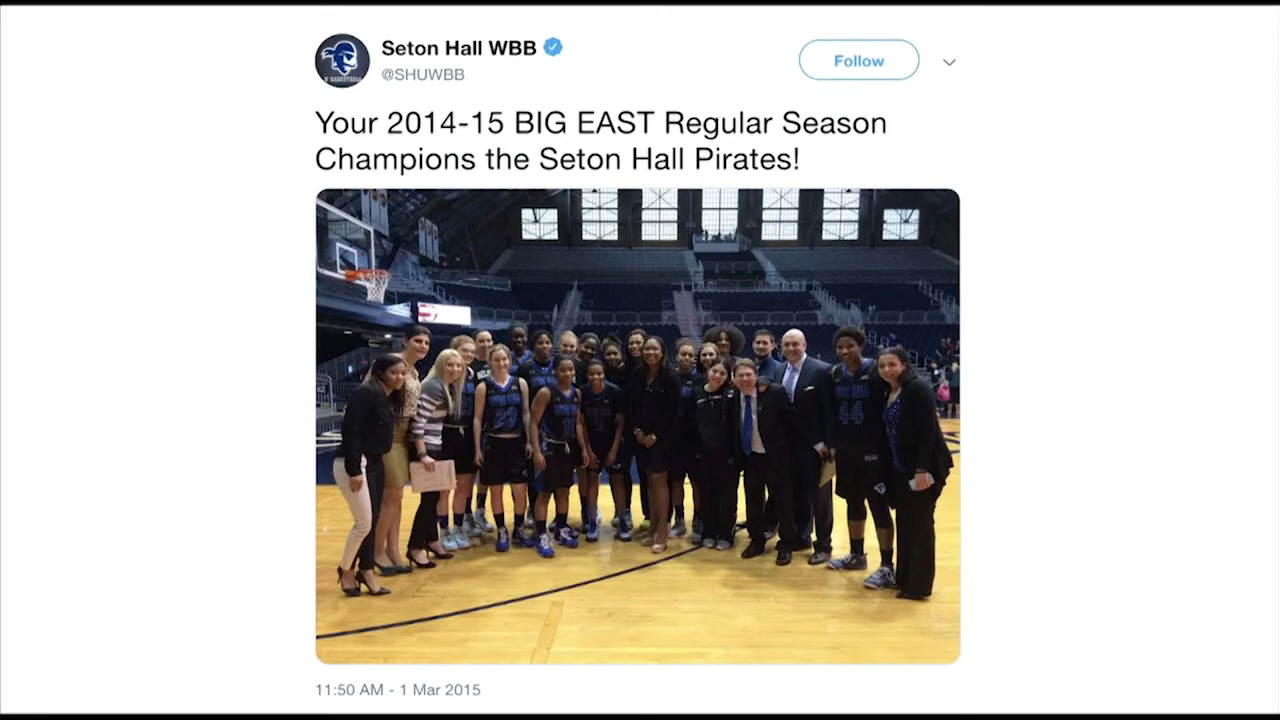 Seton Hall WBB
@SHUWBB
Follow
Your 2014-15 BIG EAST Regular Season
Champions the Seton Hall Pirates!
23
44
11:50 AM - 1 Mar 2015